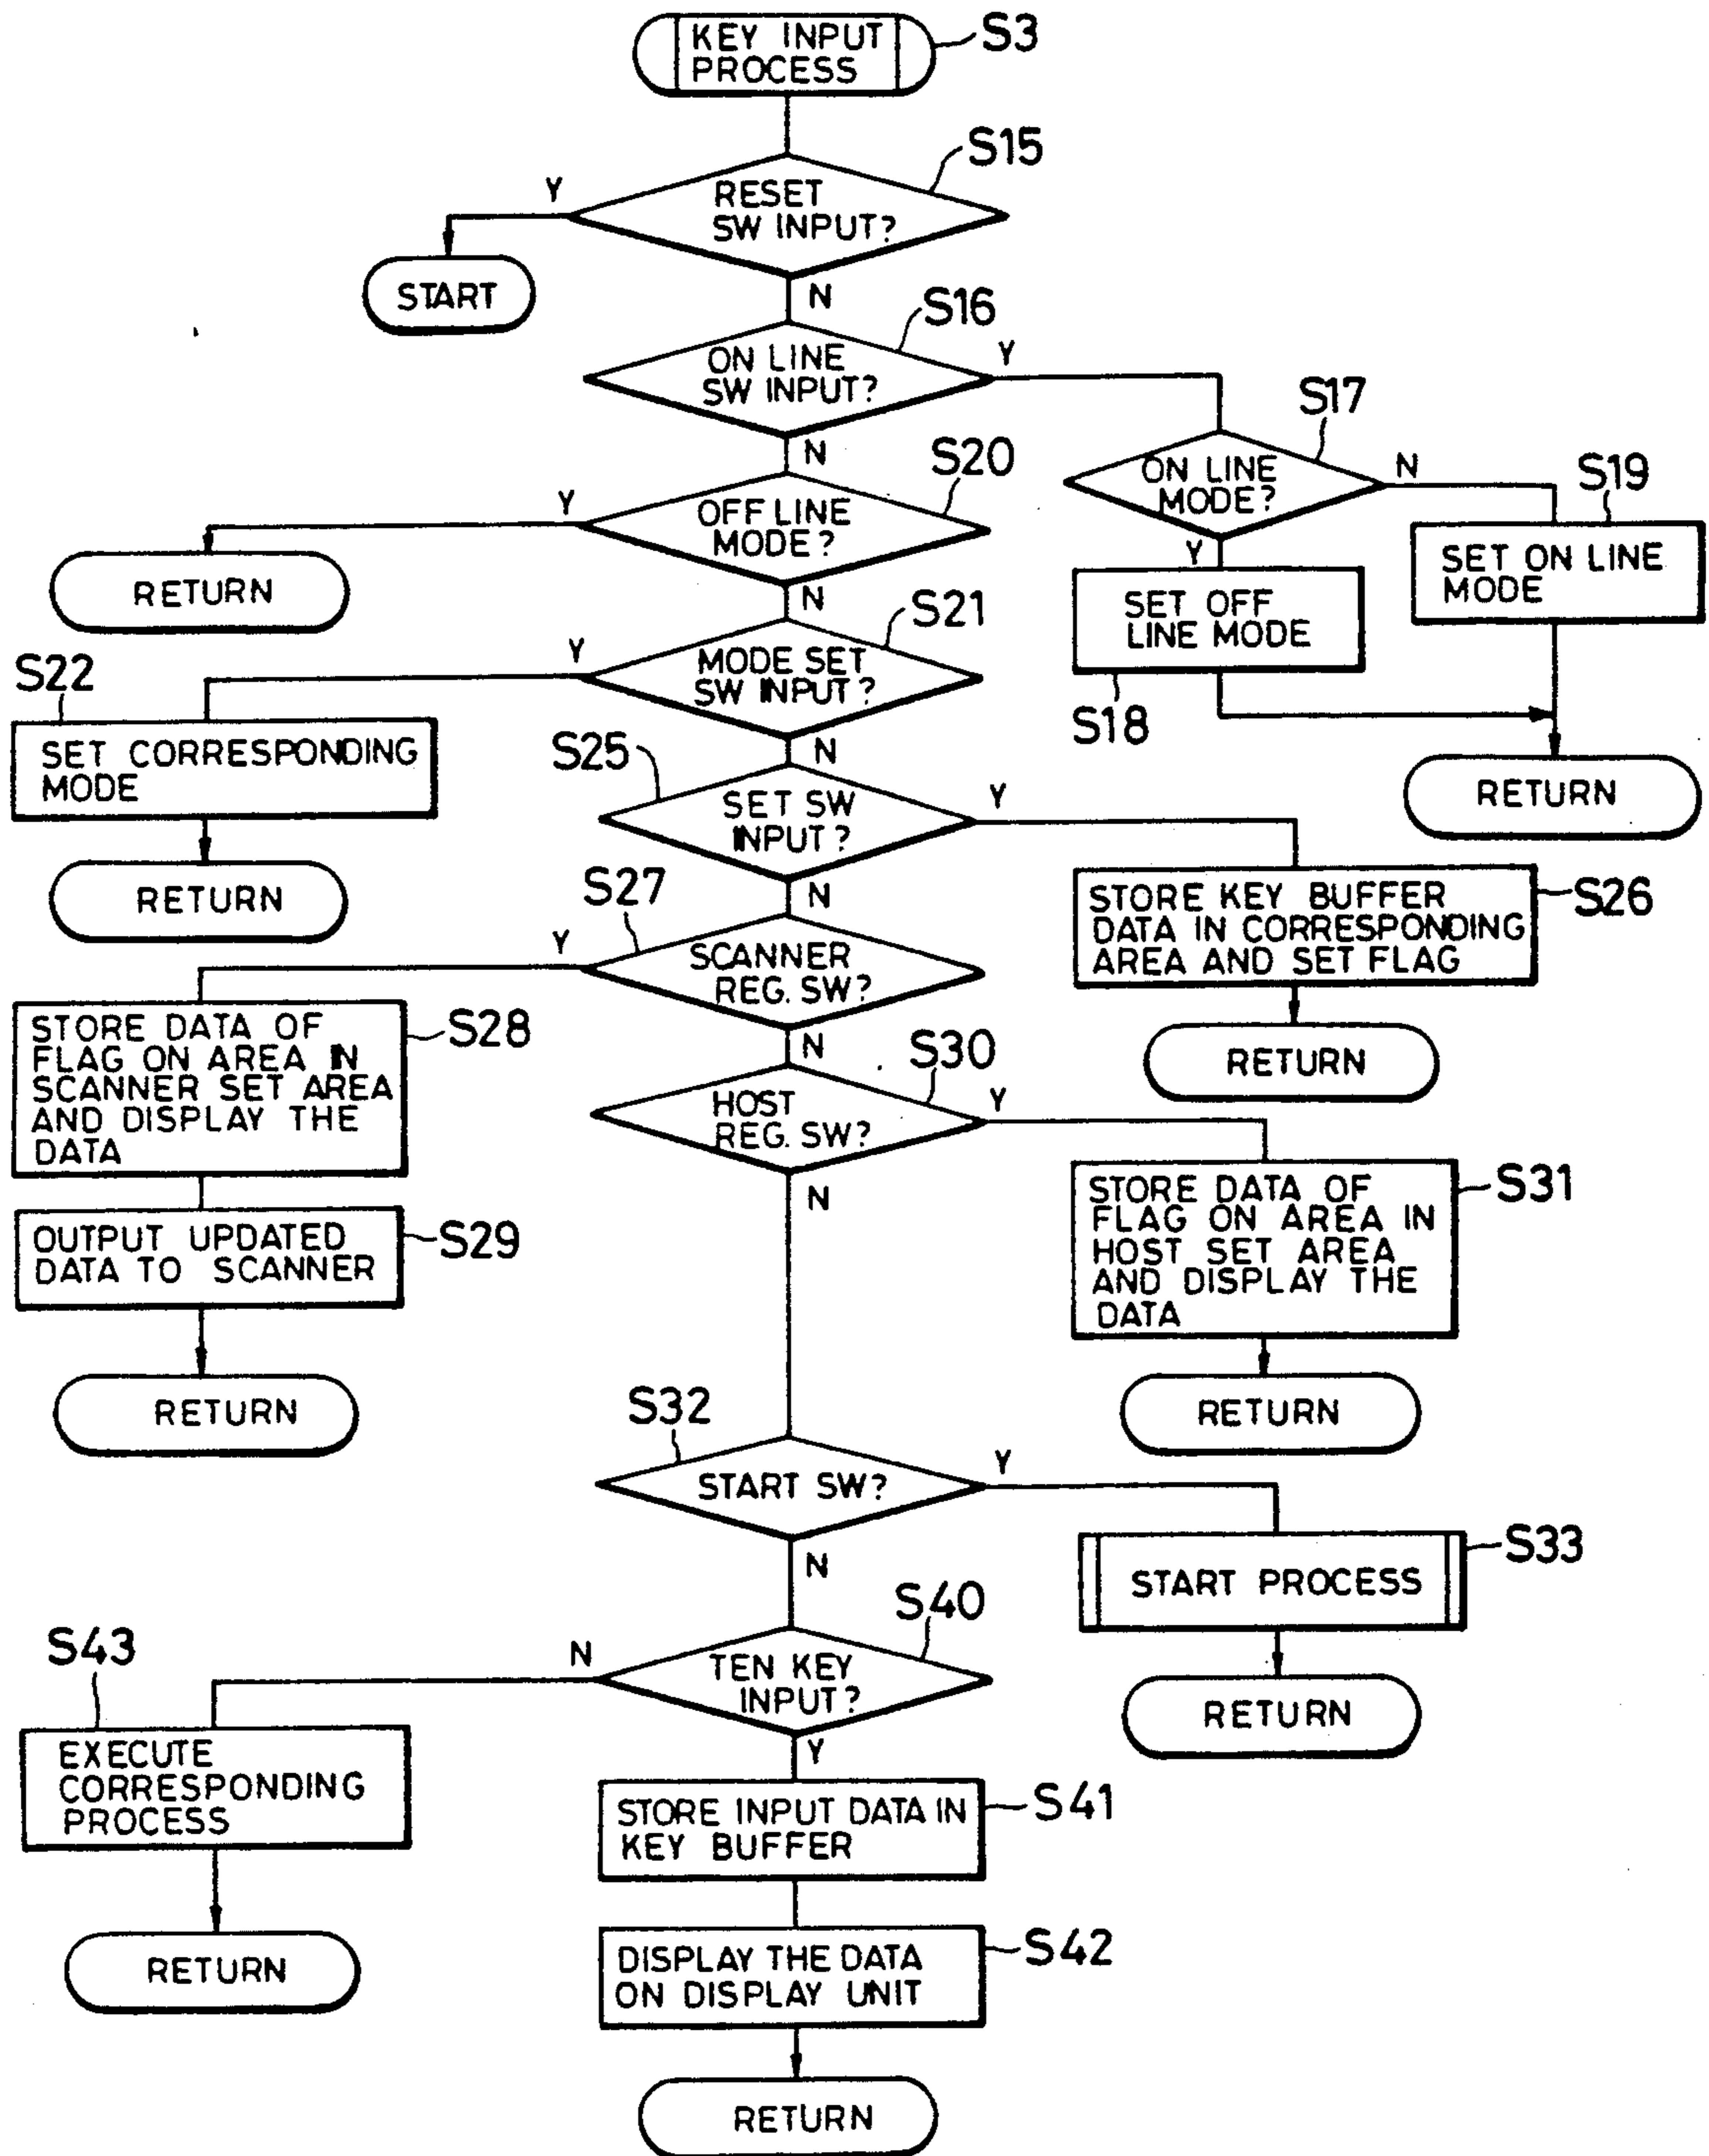 KEY INPUT
PROCESS
S3
S15
Y
RESET
SW INPUT?
START
N
S16
ON LINE
SW INPUT?
Y
S17
N
S20
ON LINE
MODE?
N
S19
Y
OFF LINE
MODE?
Y
SET ON LINE
MODE
RETURN
N
S21
SET OFF
LINE MODE
S22
Y
MODE SET
SW INPUT?
S18
SET CORRESPONDING
MODE
S25
N
RETURN
SET SW
INPUT?
Y
RETURN
S27
N
STORE KEY BUFFER
DATA IN CORRESPONDING
AREA AND SET FLAG
S26
Y
SCANNER
REG. SW?
STORE DATA OF
FLAG ON AREA IN
SCANNER SET AREA
AND DISPLAY THE
DATA
S28
N
S30
RETURN
HOST
REG. SW?
Y
N
STORE DATA OF
FLAG ON AREA IN
HOST SET AREA
AND DISPLAY THE
DATA
S31
OUTPUT UPDATED
DATA TO SCANNER
S29
RETURN
RETURN
S32
START SW?
Y
N
START PROCESS
S33
S40
S43
N
TEN KEY
INPUT?
RETURN
EXECUTE
CORRESPONDING
PROCESS
Y
STORE INPUT DATA IN
KEY BUFFER
S41
RETURN
DISPLAY THE DATA
ON DISPLAY UNIT
S42
RETURN